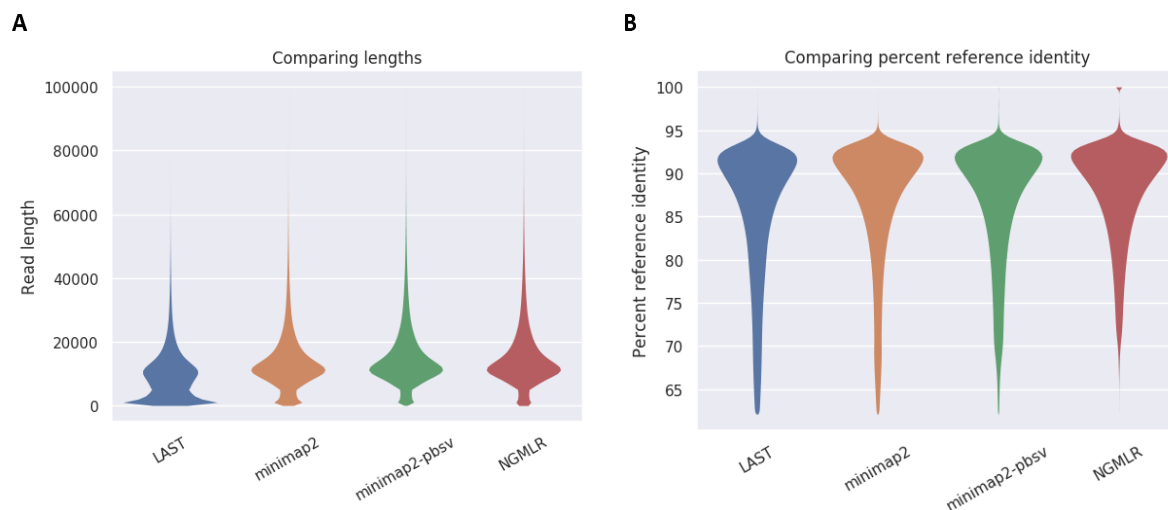 A
Comparing lengths
Read length
100000
80000
60000
40000
20000
0
LAST
minimap2
minimap2-pbsv
NGMLR
B
Comparing percent reference identity
Percent reference identity
100
95
90
85
80
75
70
65
LAST
minimap2
minimap2-pbsv
NGMLR